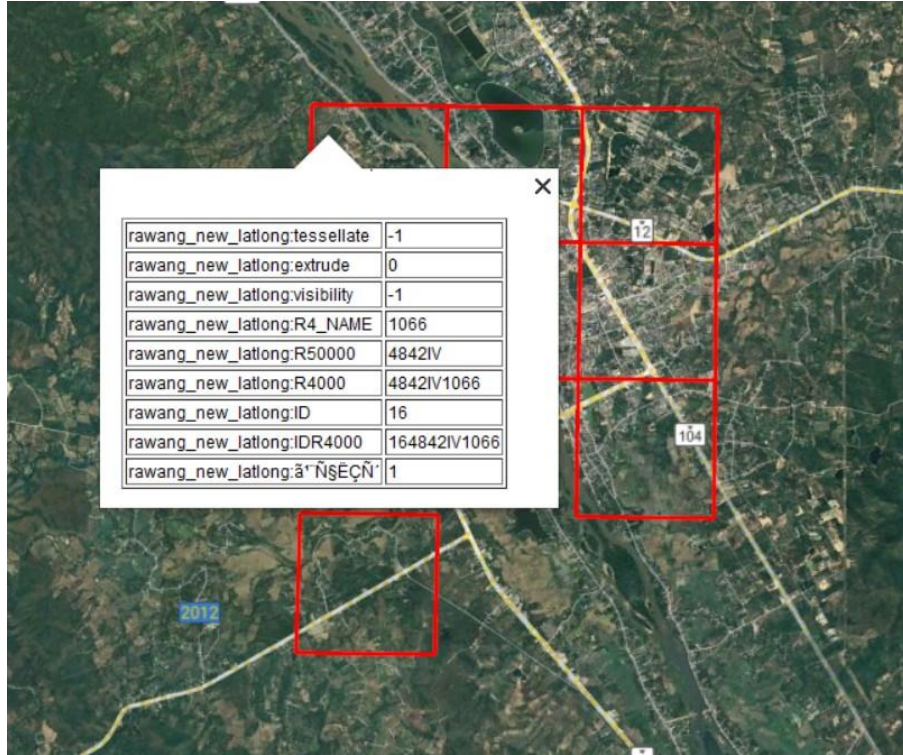 rawang_new_latlong:tessellate -1
rawang_new_latlong:extrude 0
rawang_new_latlong:visibility -1
rawang_new_latlong:R4_NAME 1066
rawang_new_latlong:R50000 4842IV
rawang_new_latlong:R4000 4842IV1066
rawang_new_latlong:ID 16
rawang_new_latlong:IDR4000 164842IV1066
rawang_new_latlong:ã¹¨Ñ§ËÇÑ´ 1
12
104
2012